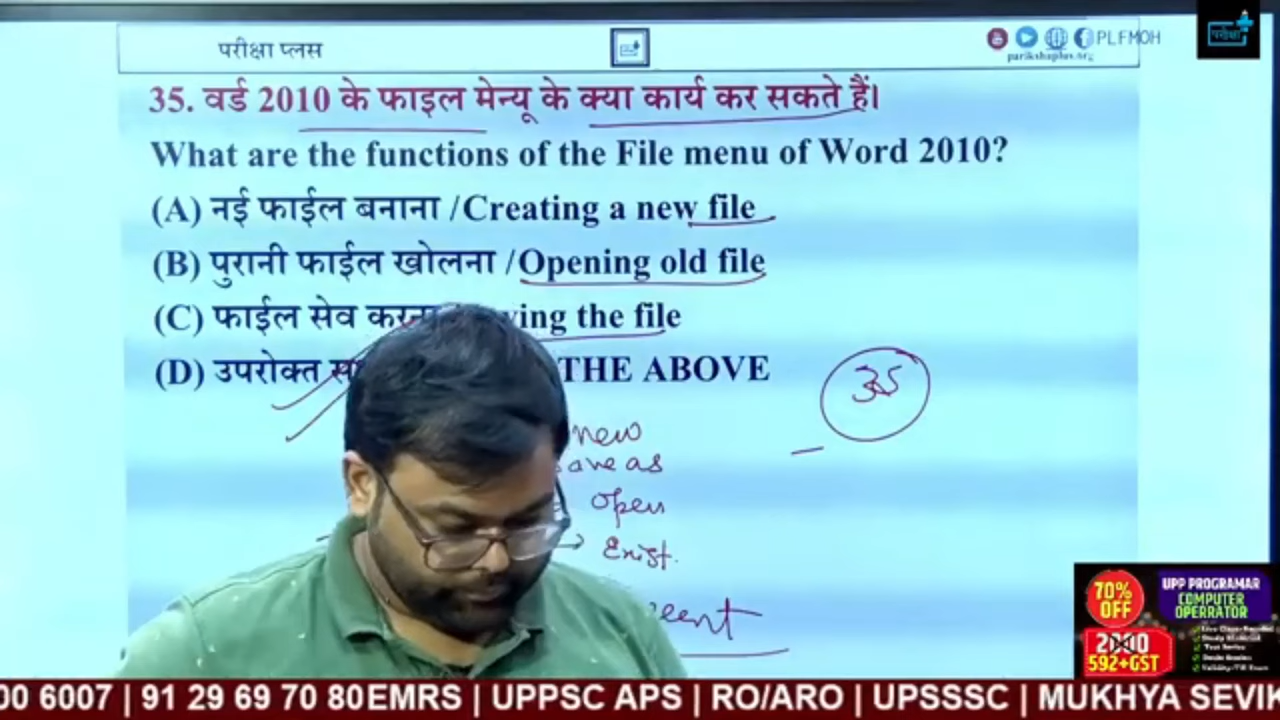 परीक्षा प्लस
PLFMOH
parikshaplus.org
परीक्षा
35. वर्ड 2010 के फाइल मेन्यू के क्या कार्य कर सकते हैं।
What are the functions of the File menu of Word 2010?
(A) नई फाईल बनाना /Creating a new file
(B) पुरानी फाईल खोलना /Opening old file
(C) फाईल सेव करना ving the file
(D) उपरोक्त THE ABOVE
35
new
ave as
open
Exist.
70% OFF
2000
592+GST
UPP PROGRAMAR
COMPUTER
OPERRATOR
00 6007 | 91 29 69 70 80EMRS | UPPSC APS | RO/ARO | UPSSSC | MUKHYA SEVIK